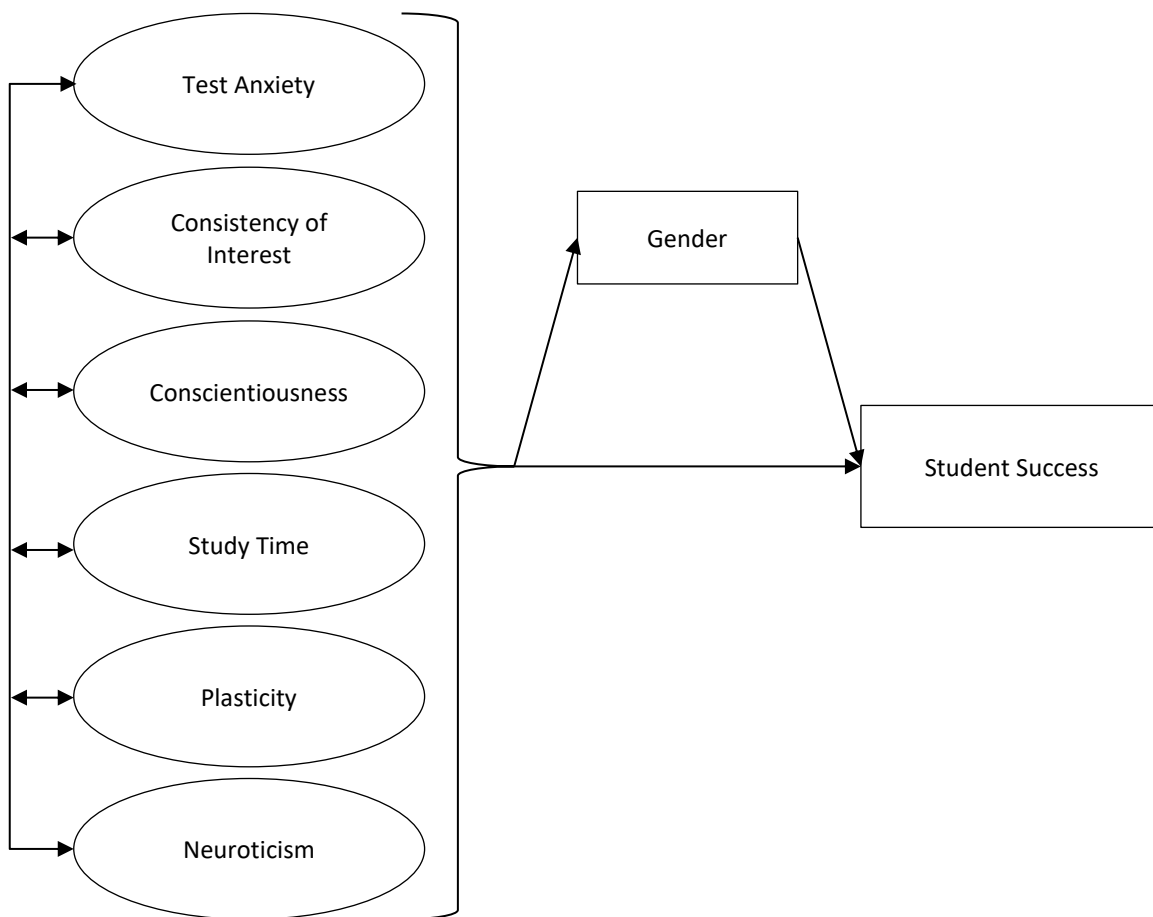 Test Anxiety
Consistency of
Interest
Gender
Conscientiousness
Student Success
Study Time
Plasticity
Neuroticism